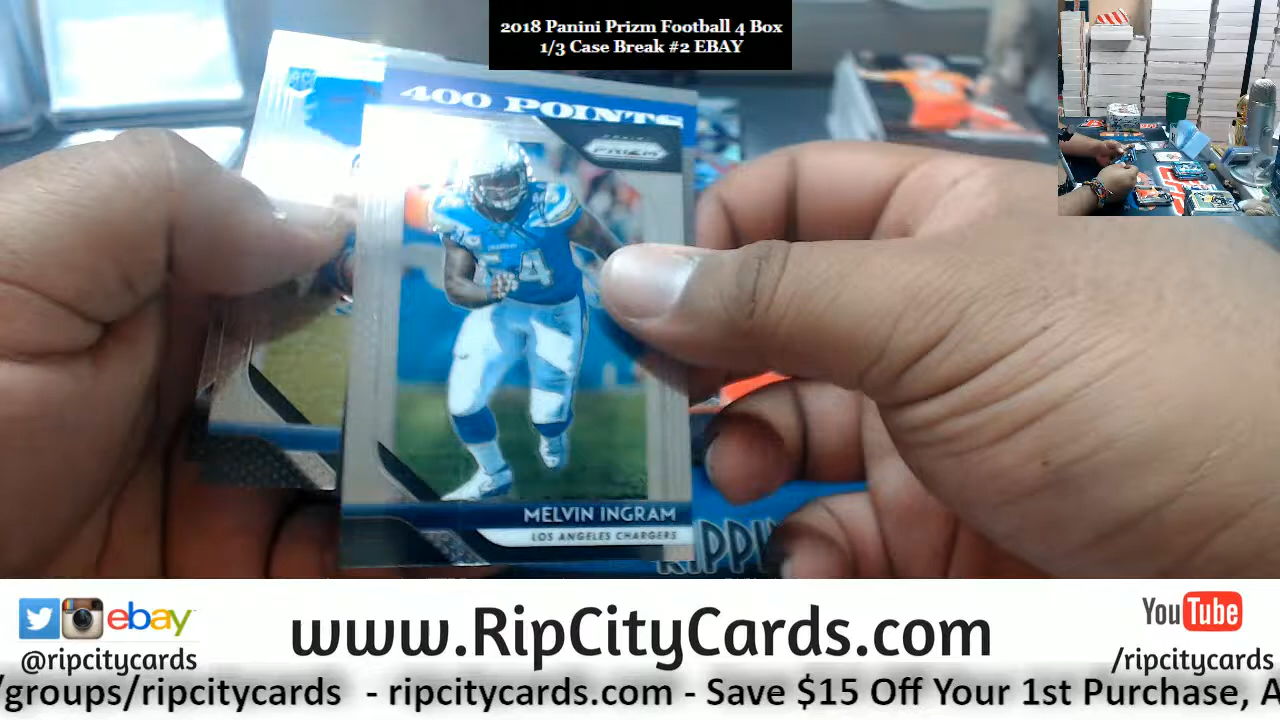 2018 Panini Prizm Football 4 Box
1/3 Case Break #2 EBAY
RC
400 POINTS
PANINI
PRIZM
54
MELVIN INGRAM
LOS ANGELES CHARGERS
ebay
@ripcitycards
www.RipCityCards.com
YouTube
/ripcitycards
/groups/ripcitycards - ripcitycards.com - Save $15 Off Your 1st Purchase, A